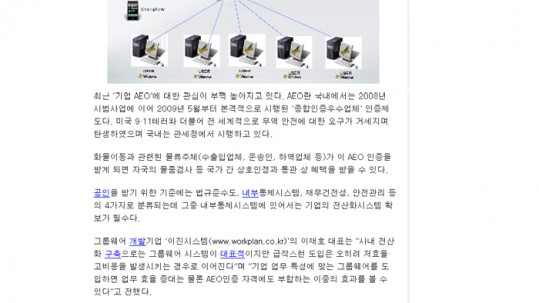 최근 '기업 AEO'에 대반 관심이 부쩍 높아지고 있다. AEO란 국내에서는 2008년
시범사업에 이어 2009년 5월부터 본격적으로 시행된 '종합인증우수업체' 인증제
도다. 미국 9·11테러와 더불어 전 세계적으로 무역 안전에 대한 요구가 거세지며
탄생하였으며 국내는 관세청에서 시행하고 있다.
화물이동과 관련된 물류주체(수출입업체, 운송인, 하역업체 등)가 이 AEO 인증을
받게 되면 자국의 물품검사 등 국가 간 상호인정과 통관 상 혜택을 받을 수 있다.
공인을 받기 위한 기준에는 법규준수도, 내부통제시스템, 재무건전성, 안전관리 등
의 4가지로 분류되는데 그중 내부통제시스템에 있어서는 기업의 전산화시스템 확
보가 필수다.
그룹웨어 개발기업 '이진시스템(www.workplan.co.kr)'의 이재호 대표는 "사내 전산
화 구축으로는 그룹웨어 시스템이 대표적이지만 급작스런 도입은 오히려 저효율
고비용을 발생시키는 경우로 이어진다"며 "기업 업무 특성에 맞는 그룹웨어를 도
입하면 업무 효율 증대는 물론 AEO인증 자격에도 부합하는 이중의 효과를 볼 수
있다"고 전했다.